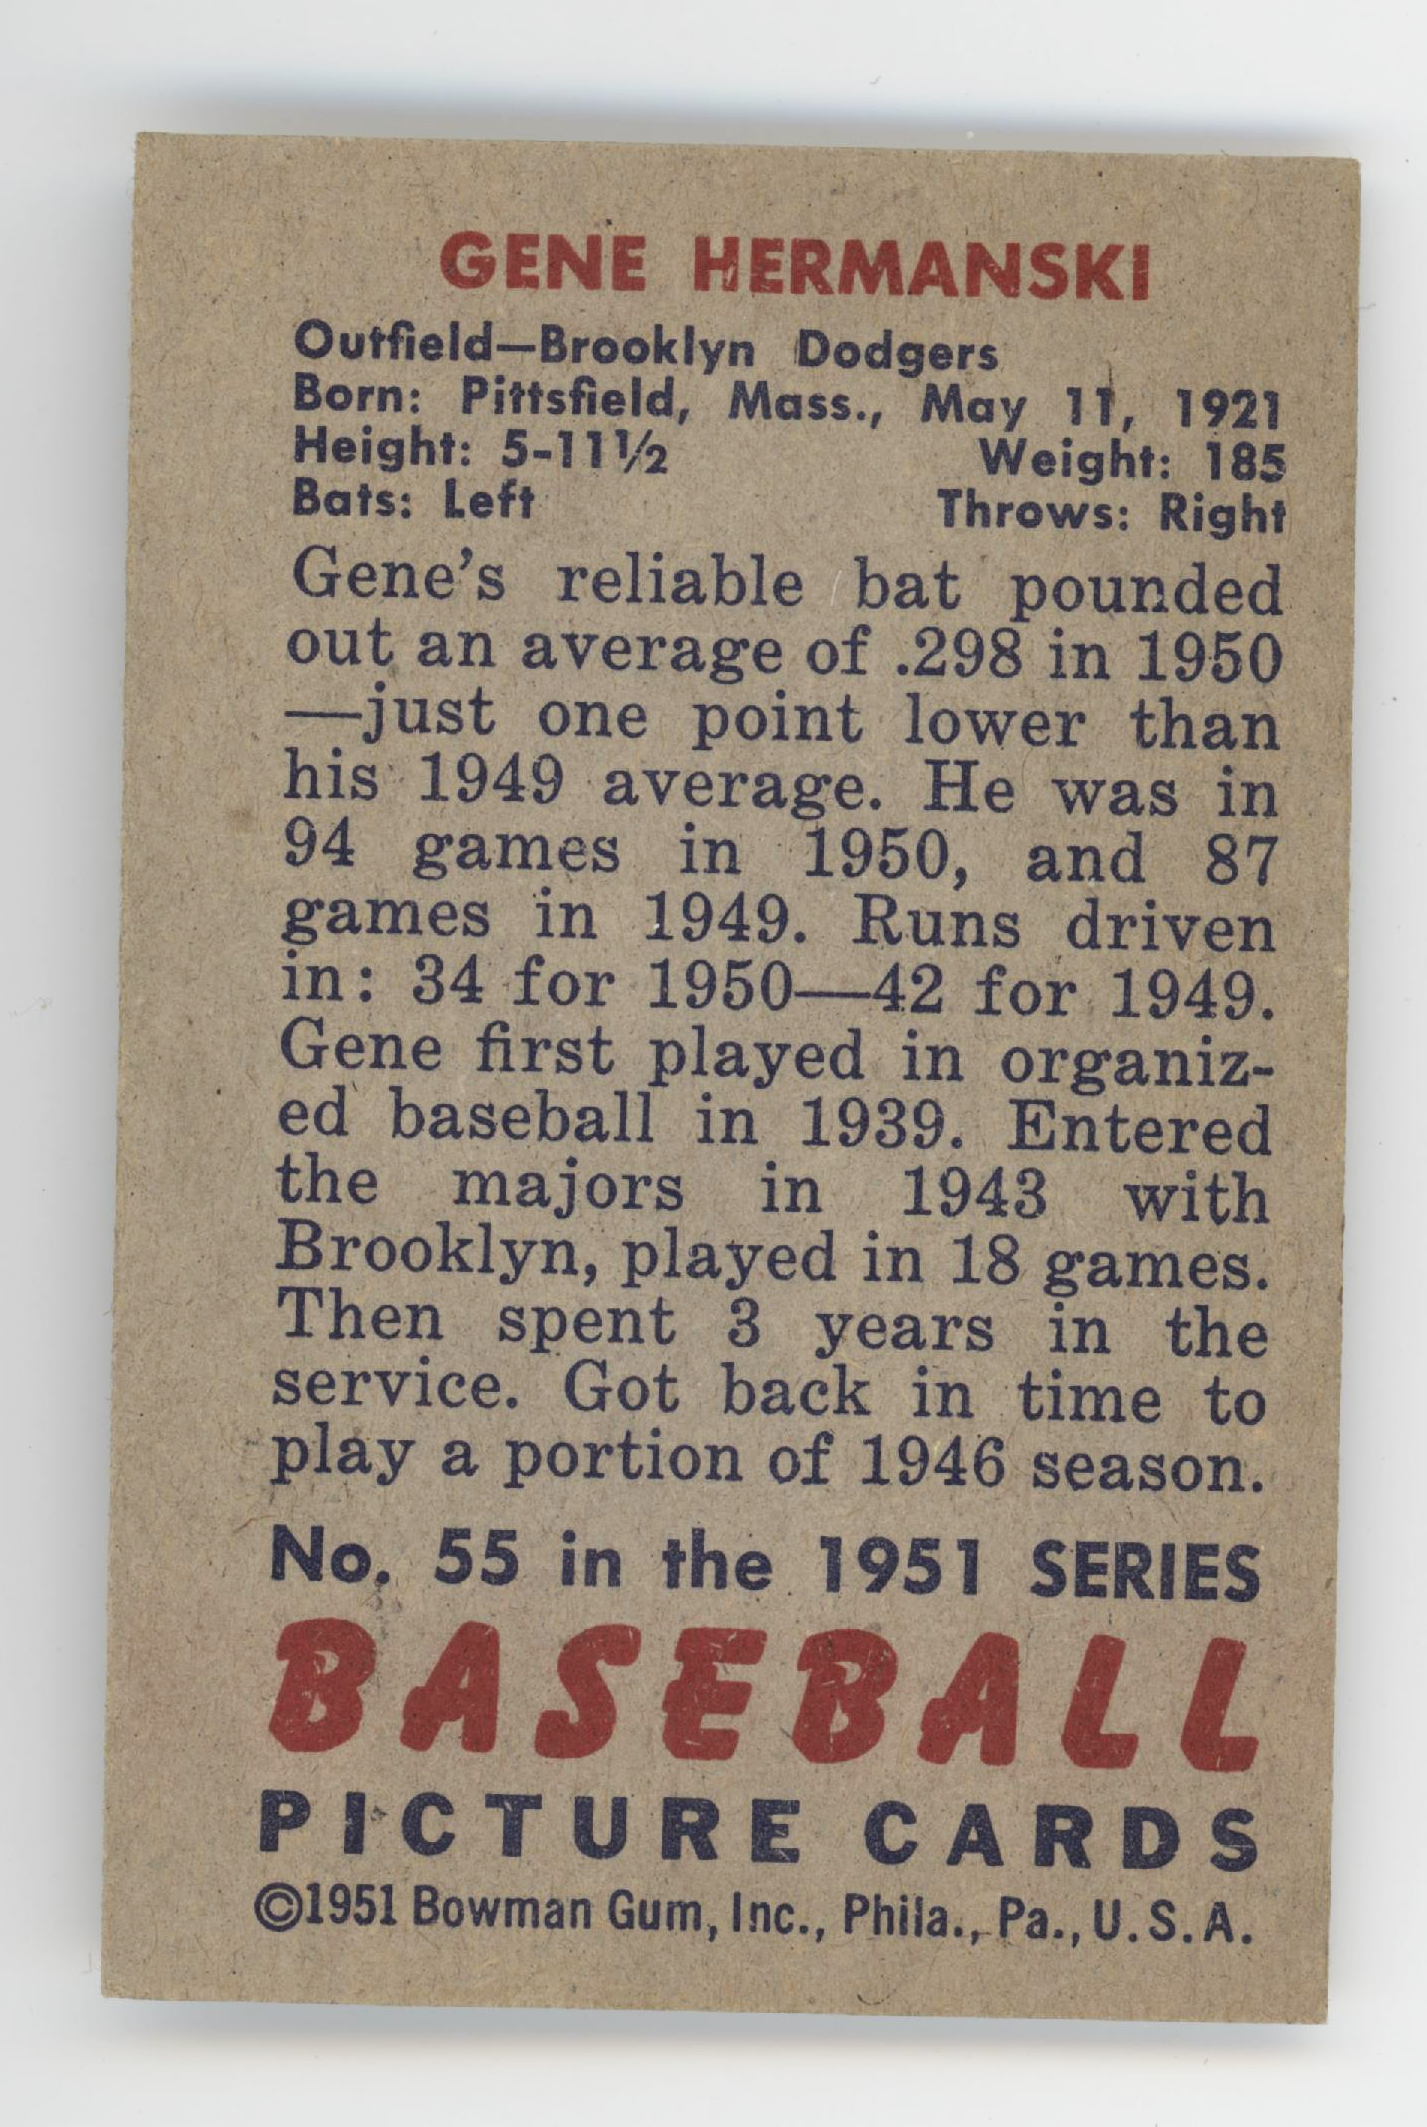 GENE HERMANSKI
Outfield—Brooklyn Dodgers
Born: Pittsfield, Mass., May 11, 1921
Height: 5-11½ Weight: 185
Bats: Left Throws: Right
Gene's reliable bat pounded
out an average of .298 in 1950
—just one point lower than
his 1949 average. He was in
94 games in 1950, and 87
games in 1949. Runs driven
in: 34 for 1950—42 for 1949.
Gene first played in organiz-
ed baseball in 1939. Entered
the majors in 1943 with
Brooklyn, played in 18 games.
Then spent 3 years in the
service. Got back in time to
play a portion of 1946 season.
No. 55 in the 1951 SERIES
BASEBALL
PICTURE CARDS
©1951 Bowman Gum, Inc., Phila., Pa., U.S.A.